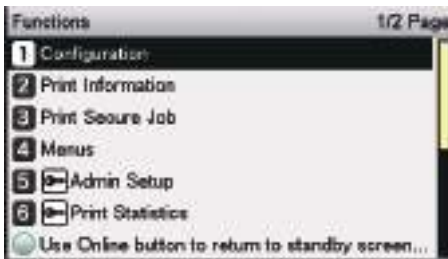 Functions 1/2 Page
1 Configuration
2 Print Information
3 Print Secure Job
4 Menus
5 Admin Setup
6 Print Statistics
Use Online button to return to standby screen...